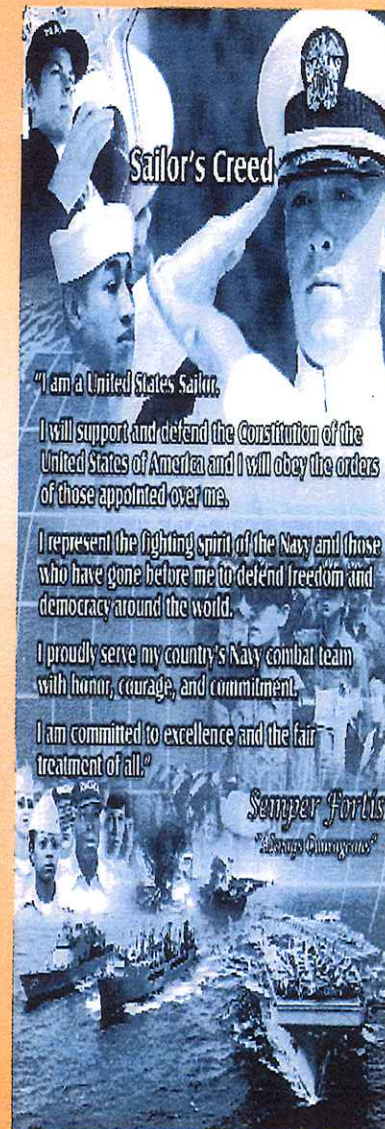 Sailor's Creed
"I am a United States Sailor.
I will support and defend the Constitution of the
United States of America and I will obey the orders
of those appointed over me.
I represent the fighting spirit of the Navy and those
who have gone before me to defend freedom and
democracy around the world.
I proudly serve my country's Navy combat team
with honor, courage, and commitment.
I am committed to excellence and the fair
treatment of all."
Semper Fortis
"Always Courageous"